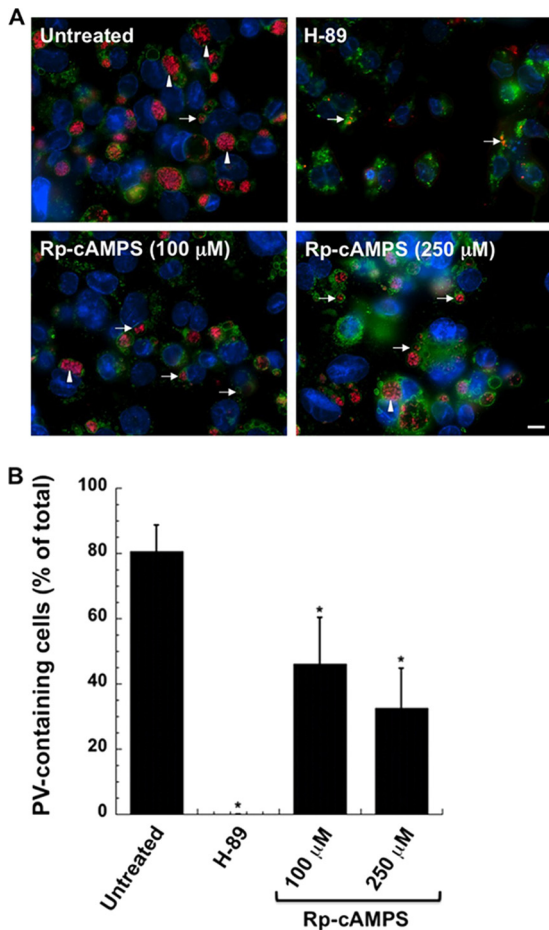 A
Untreated
H-89
Rp-cAMPS (100 µM)
Rp-cAMPS (250 µM)
B
PV-containing cells (% of total)
100
80
60
40
20
0
*
*
*
Untreated
H-89
100 µM
250 µM
Rp-cAMPS